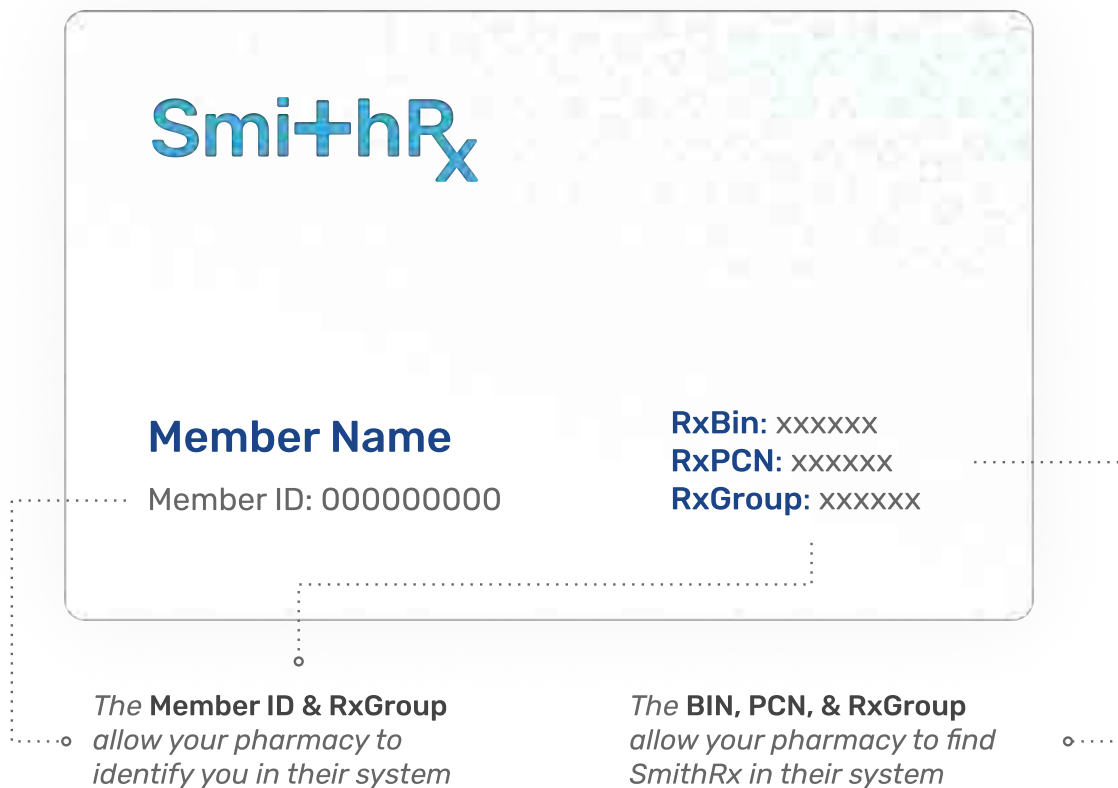 SmithRx
Member Name
Member ID: 000000000
RxBin: xxxxxx
RxPCN: xxxxxx
RxGroup: xxxxxx
The Member ID & RxGroup
allow your pharmacy to
identify you in their system
The BIN, PCN, & RxGroup
allow your pharmacy to find
SmithRx in their system